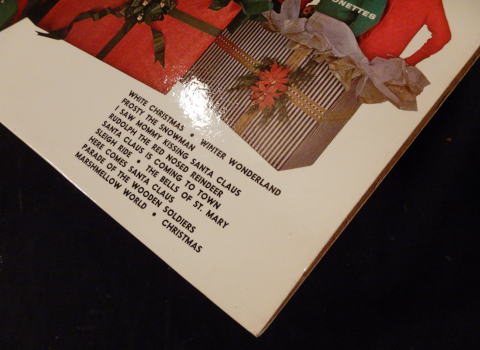 ONETTES
WHITE CHRISTMAS • WINTER WONDERLAND
FROSTY THE SNOWMAN
I SAW MOMMY KISSING SANTA CLAUS
RUDOLPH THE RED NOSED REINDEER
SANTA CLAUS IS COMING TO TOWN
SLEIGH RIDE • THE BELLS OF ST. MARY
HERE COMES SANTA CLAUS
PARADE OF THE WOODEN SOLDIERS
MARSHMELLOW WORLD • CHRISTMAS